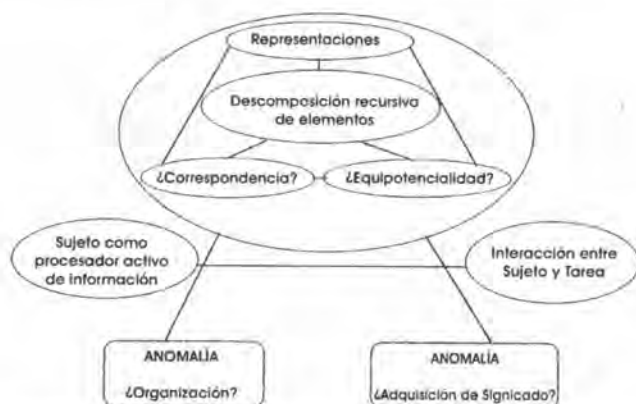 Representaciones
Descomposición recursiva
de elementos
¿Correspondencia?
¿Equipotencialidad?
Sujeto como
procesador activo
de información
Interacción entre
Sujeto y Tarea
ANOMALÍA
¿Organización?
ANOMALÍA
¿Adquisición de Signicado?